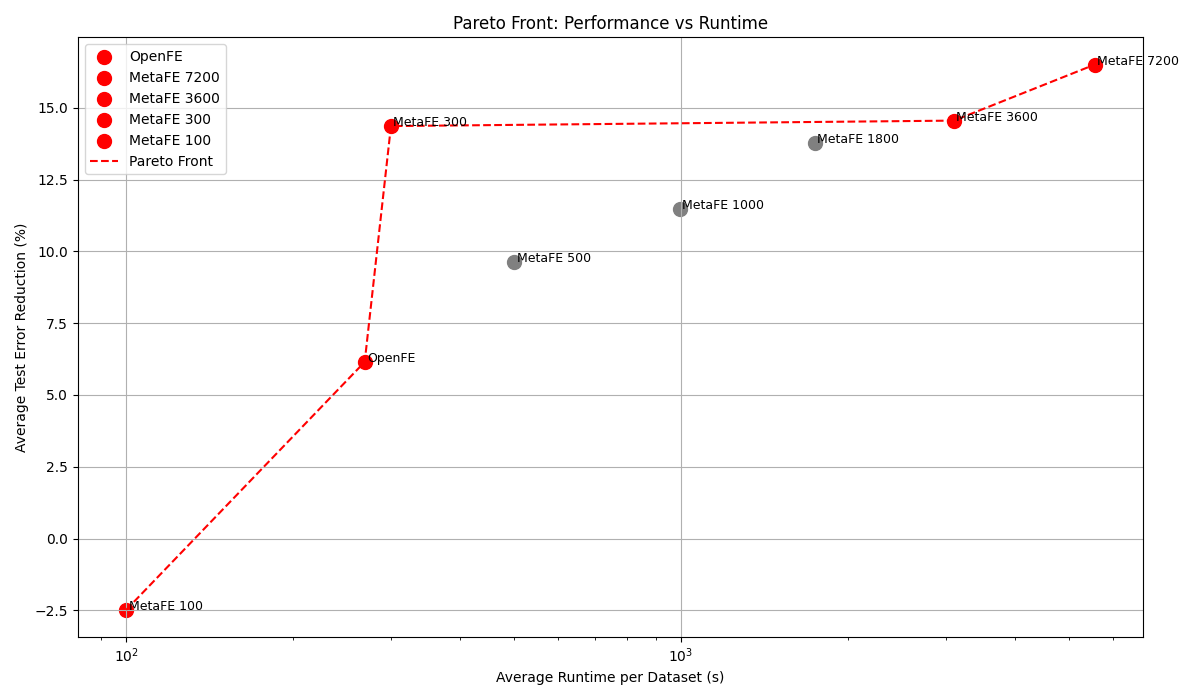 Pareto Front: Performance vs Runtime
OpenFE
MetaFE 7200
MetaFE 3600
MetaFE 300
MetaFE 100
Pareto Front
MetaFE 7200
MetaFE 300
MetaFE 3600
MetaFE 1800
MetaFE 1000
MetaFE 500
OpenFE
MetaFE 100
Average Test Error Reduction (%)
15.0
12.5
10.0
7.5
5.0
2.5
0.0
−2.5
10²
10³
Average Runtime per Dataset (s)